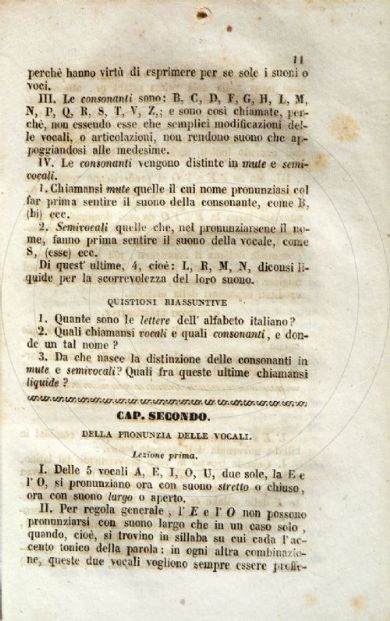 11
perchè hanno virtù di esprimere per se sole i suoni o
voci.
III. Le consonanti sono: B, C, D, F, G, H, L, M,
N, P, Q, R, S, T, V, Z,; e sono così chiamate, per-
chè, non essendo esse che semplici modificazioni del-
le vocali, o articolazioni, non rendono suono che ap-
poggiandosi alle medesime.
IV. Le consonanti vengono distinte in mute e semi-
vocali.
1. Chiamansi mute quelle il cui nome pronunziasi col
far prima sentire il suono della consonante, come B,
(bi) ecc.
2. Semivocali quelle che, nel pronunziarsene il no-
me, fanno prima sentire il suono della vocale, come
S, (esse) ecc.
Di quest' ultime, 4, cioè: L, R, M, N, diconsi li-
quide per la scorrevolezza del loro suono.
QUISTIONI RIASSUNTIVE
1. Quante sono le lettere dell' alfabeto italiano?
2. Quali chiamansi vocali e quali consonanti, e don-
de un tal nome?
3. Da che nasce la distinzione delle consonanti in
mute e semivocali? Quali fra queste ultime chiamansi
liquide?
CAP. SECONDO.
DELLA PRONUNZIA DELLE VOCALI.
Lezione prima.
I. Delle 5 vocali A, E, I, O, U, due sole, la E e
l' O, si pronunziano ora con suono stretto o chiuso,
ora con suono largo o aperto.
II. Per regola generale, l' E e l' O non possono
pronunziarsi con suono largo che in un caso solo,
quando, cioè, si trovino in sillaba su cui cada l' ac-
cento tonico della parola: in ogni altra combinazio-
ne, queste due vocali vogliono sempre essere profe-